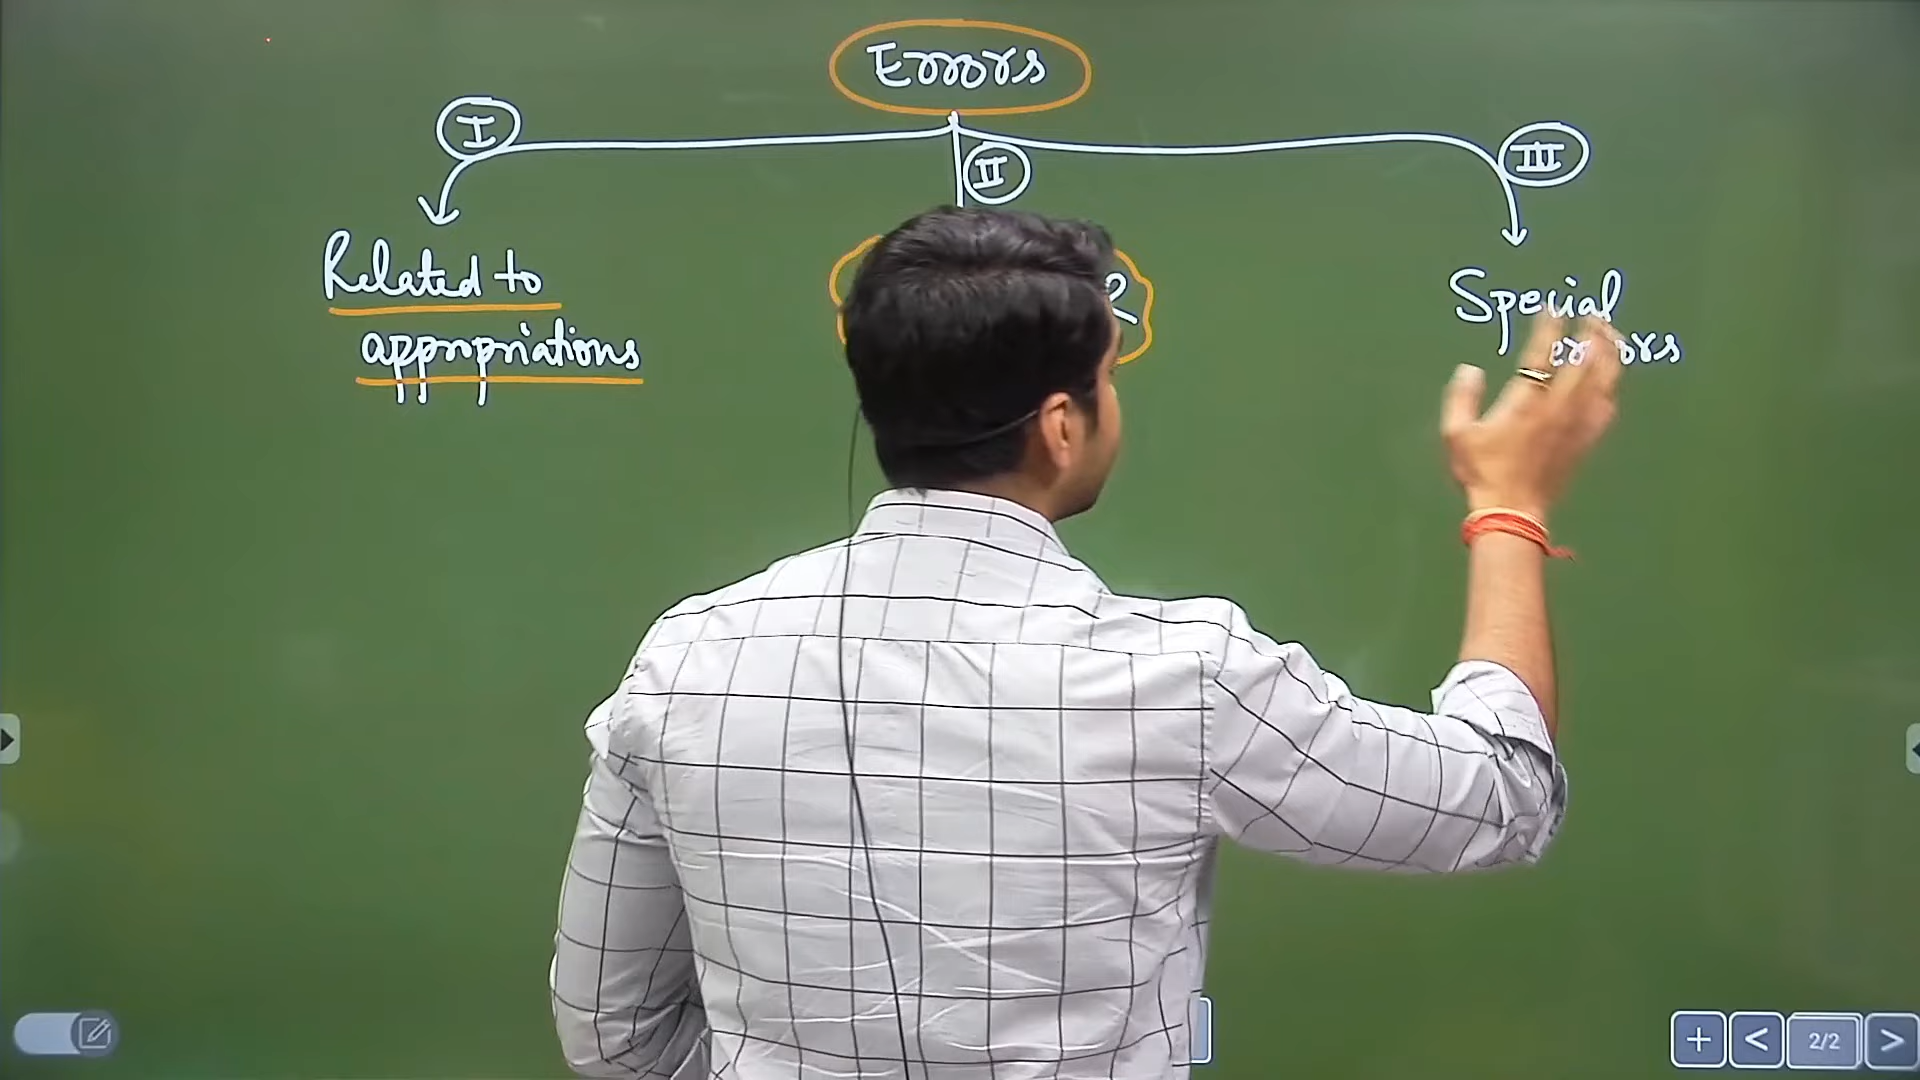 Errors
I
II
III
Related to
appropriations
Special
errors
2/2